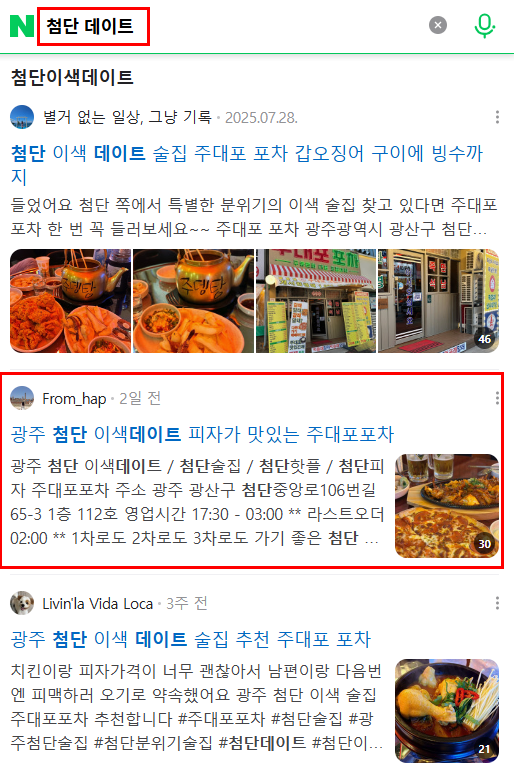 N 첨단 데이트
첨단이색데이트
별거 없는 일상, 그냥 기록 · 2025.07.28.
첨단 이색 데이트 술집 주대포 포차 갑오징어 구이에 빙수까
지
들었어요 첨단 쪽에서 특별한 분위기의 이색 술집 찾고 있다면 주대포
포차 한 번 꼭 들러보세요~~ 주대포 포차 광주광역시 광산구 첨단...
주뎅탕
주뎅탕
주대포 포차
46
From_hap · 2일 전
광주 첨단 이색데이트 피자가 맛있는 주대포포차
광주 첨단 이색데이트 / 첨단술집 / 첨단핫플 / 첨단피
자 주대포포차 주소 광주 광산구 첨단중앙로106번길
65-3 1층 112호 영업시간 17:30 - 03:00 ** 라스트오더
02:00 ** 1차로도 2차로도 3차로도 가기 좋은 첨단 ...
30
Livin'la Vida Loca · 3주 전
광주 첨단 이색 데이트 술집 추천 주대포 포차
치킨이랑 피자가격이 너무 괜찮아서 남편이랑 다음번
엔 피맥하러 오기로 약속했어요 광주 첨단 이색 술집
주대포포차 추천합니다 #주대포포차 #첨단술집 #광
주첨단술집 #첨단분위기술집 #첨단데이트 #첨단이...
21